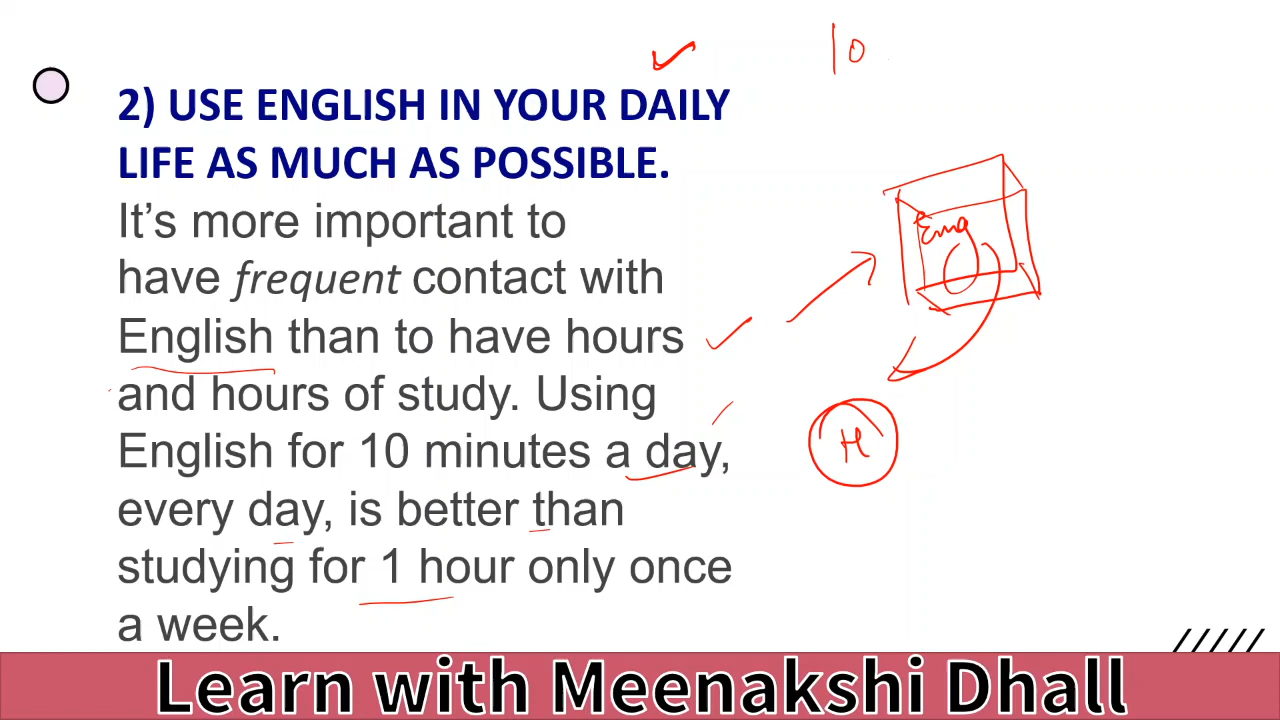 10
2) USE ENGLISH IN YOUR DAILY
LIFE AS MUCH AS POSSIBLE.
It’s more important to
have frequent contact with
English than to have hours
and hours of study. Using
English for 10 minutes a day,
every day, is better than
studying for 1 hour only once
a week.
Eng
H
Learn with Meenakshi Dhall